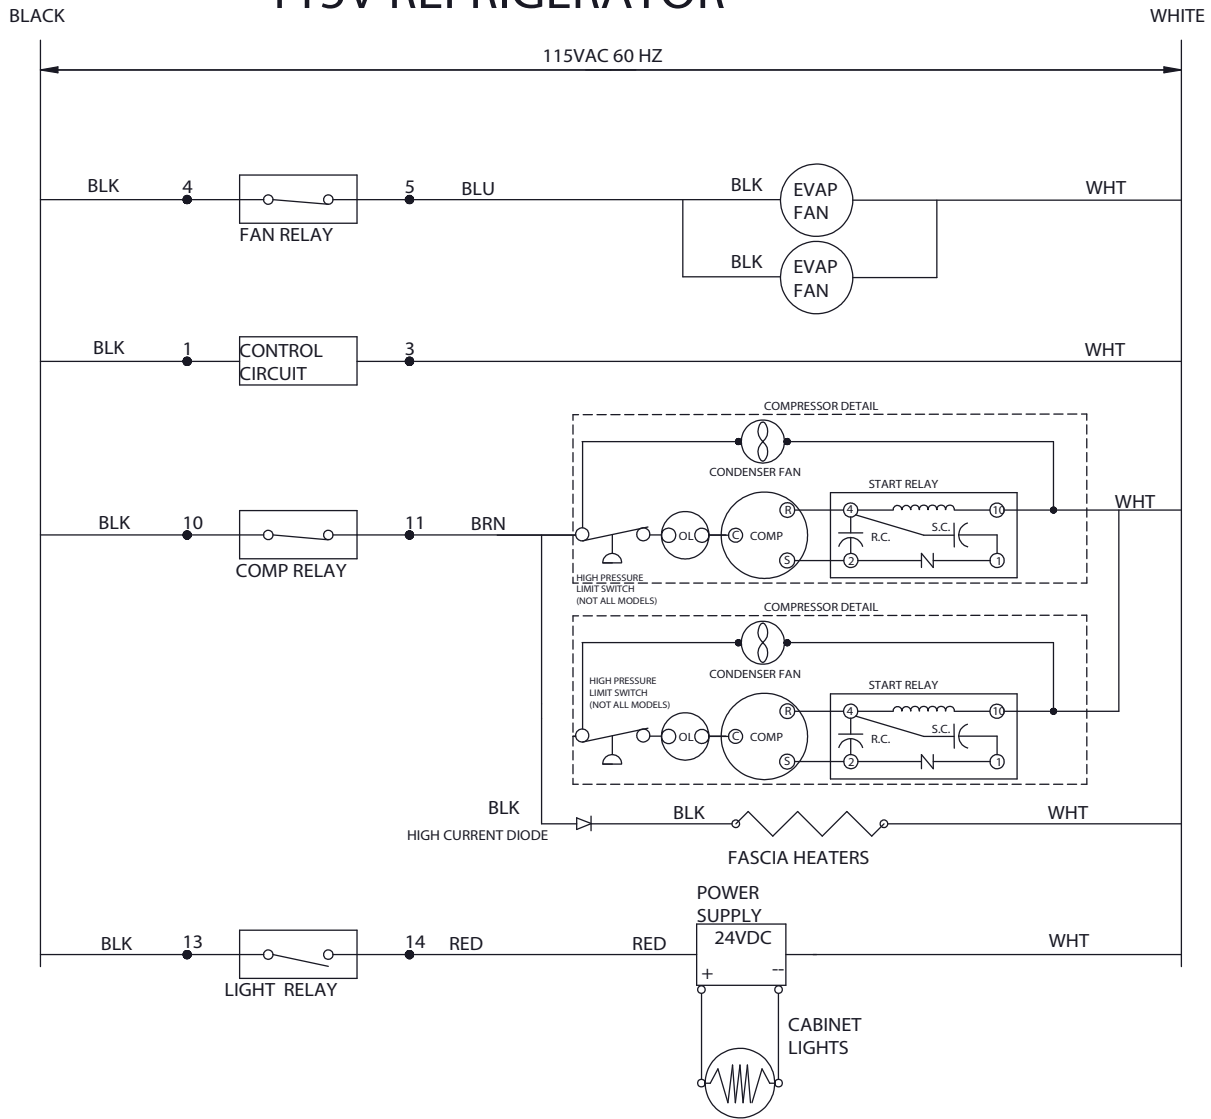 115V REFRIGERATOR
BLACK
WHITE
115VAC 60 HZ
BLK
4
5
BLU
BLK
EVAP
FAN
WHT
FAN RELAY
BLK
EVAP
FAN
BLK
1
CONTROL
CIRCUIT
3
WHT
COMPRESSOR DETAIL
CONDENSER FAN
START RELAY
BLK
10
11
BRN
OL
C
COMP
R
S
4
10
R.C.
S.C.
2
N
1
WHT
COMP RELAY
HIGH PRESSURE
LIMIT SWITCH
(NOT ALL MODELS)
COMPRESSOR DETAIL
CONDENSER FAN
HIGH PRESSURE
LIMIT SWITCH
(NOT ALL MODELS)
START RELAY
OL
C
COMP
R
S
4
10
R.C.
S.C.
2
N
1
BLK
HIGH CURRENT DIODE
BLK
WHT
FASCIA HEATERS
POWER
SUPPLY
BLK
13
14
RED
RED
24VDC
WHT
+
--
LIGHT RELAY
CABINET
LIGHTS